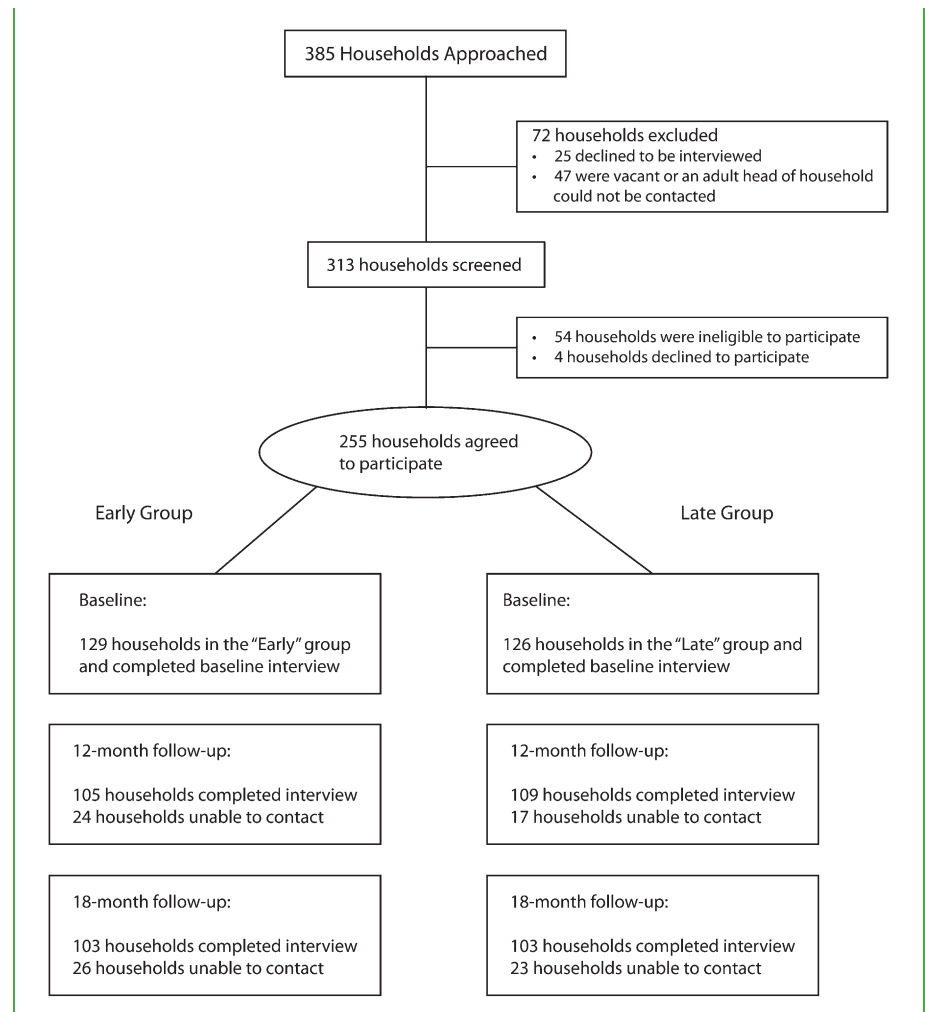 385 Households Approached
72 households excluded
• 25 declined to be interviewed
• 47 were vacant or an adult head of household
could not be contacted
313 households screened
• 54 households were ineligible to participate
• 4 households declined to participate
255 households agreed
to participate
Early Group
Late Group
Baseline:
129 households in the “Early” group
and completed baseline interview
Baseline:
126 households in the “Late” group and
completed baseline interview
12-month follow-up:
105 households completed interview
24 households unable to contact
12-month follow-up:
109 households completed interview
17 households unable to contact
18-month follow-up:
103 households completed interview
26 households unable to contact
18-month follow-up:
103 households completed interview
23 households unable to contact